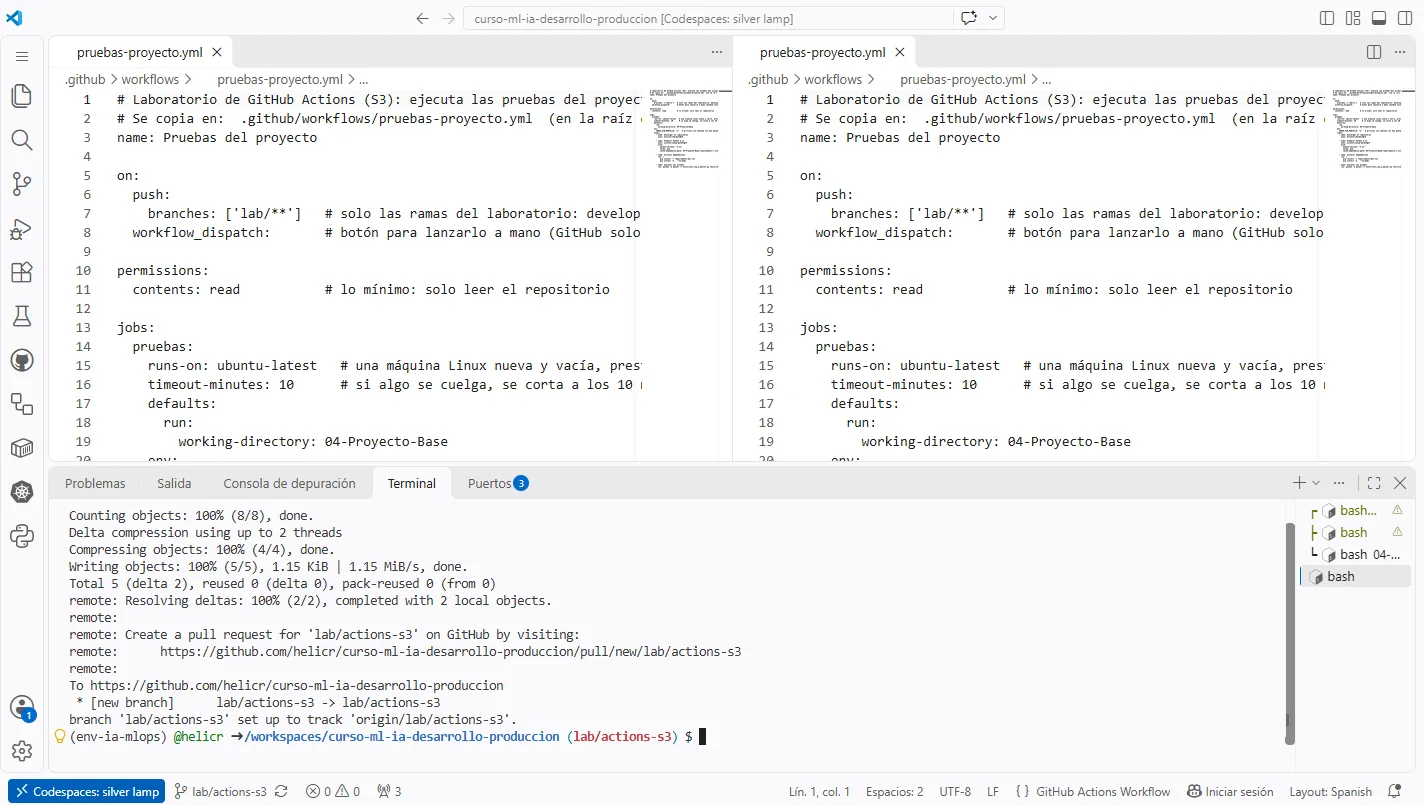 curso-ml-ia-desarrollo-produccion [Codespaces: silver lamp]
pruebas-proyecto.yml
.github > workflows > pruebas-proyecto.yml > ...
1 # Laboratorio de GitHub Actions (S3): ejecuta las pruebas del proyec
2 # Se copia en: .github/workflows/pruebas-proyecto.yml (en la raíz
3 name: Pruebas del proyecto
4
5 on:
6 push:
7 branches: ['lab/**'] # solo las ramas del laboratorio: develop
8 workflow_dispatch: # botón para lanzarlo a mano (GitHub solo
9
10 permissions:
11 contents: read # lo mínimo: solo leer el repositorio
12
13 jobs:
14 pruebas:
15 runs-on: ubuntu-latest # una máquina Linux nueva y vacía, pres
16 timeout-minutes: 10 # si algo se cuelga, se corta a los 10
17 defaults:
18 run:
19 working-directory: 04-Proyecto-Base
20 env:
pruebas-proyecto.yml
.github > workflows > pruebas-proyecto.yml > ...
1 # Laboratorio de GitHub Actions (S3): ejecuta las pruebas del proyec
2 # Se copia en: .github/workflows/pruebas-proyecto.yml (en la raíz
3 name: Pruebas del proyecto
4
5 on:
6 push:
7 branches: ['lab/**'] # solo las ramas del laboratorio: develop
8 workflow_dispatch: # botón para lanzarlo a mano (GitHub solo
9
10 permissions:
11 contents: read # lo mínimo: solo leer el repositorio
12
13 jobs:
14 pruebas:
15 runs-on: ubuntu-latest # una máquina Linux nueva y vacía, pres
16 timeout-minutes: 10 # si algo se cuelga, se corta a los 10
17 defaults:
18 run:
19 working-directory: 04-Proyecto-Base
20 env:
Problemas Salida Consola de depuración Terminal Puertos 3
Counting objects: 100% (8/8), done.
Delta compression using up to 2 threads
Compressing objects: 100% (4/4), done.
Writing objects: 100% (5/5), 1.15 KiB | 1.15 MiB/s, done.
Total 5 (delta 2), reused 0 (delta 0), pack-reused 0 (from 0)
remote: Resolving deltas: 100% (2/2), completed with 2 local objects.
remote:
remote: Create a pull request for 'lab/actions-s3' on GitHub by visiting:
remote: https://github.com/helicr/curso-ml-ia-desarrollo-produccion/pull/new/lab/actions-s3
remote:
To https://github.com/helicr/curso-ml-ia-desarrollo-produccion
* [new branch] lab/actions-s3 -> lab/actions-s3
branch 'lab/actions-s3' set up to track 'origin/lab/actions-s3'.
(env-ia-mlops) @helicr ➜/workspaces/curso-ml-ia-desarrollo-produccion (lab/actions-s3) $
bash...
bash
bash 04-...
bash
1
Codespaces: silver lamp lab/actions-s3 0 0 3 Lín. 1, col. 1 Espacios: 2 UTF-8 LF { } GitHub Actions Workflow Iniciar sesión Layout: Spanish